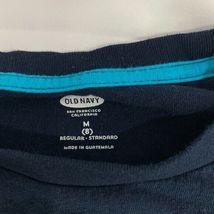 OLD NAVY
SAN FRANCISCO
CALIFORNIA
M
(8)
REGULAR · STANDARD
MADE IN GUATEMALA